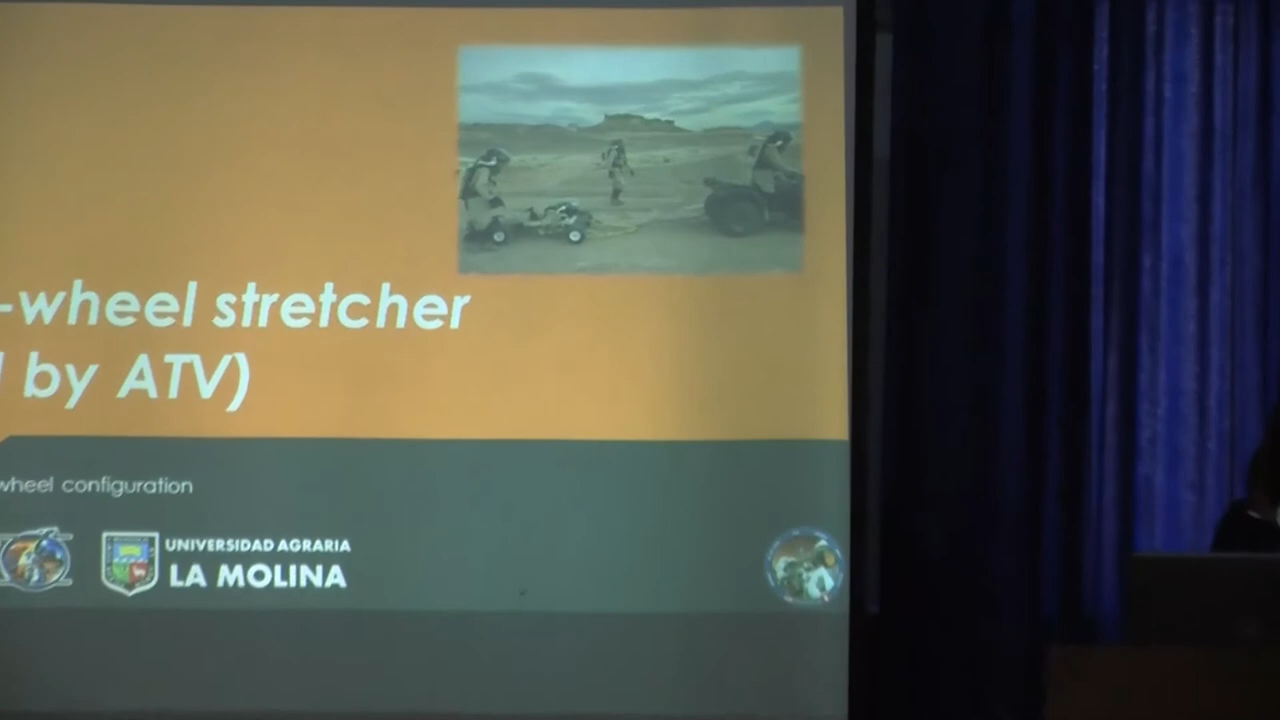 -wheel stretcher
by ATV)
wheel configuration
UNIVERSIDAD AGRARIA
LA MOLINA